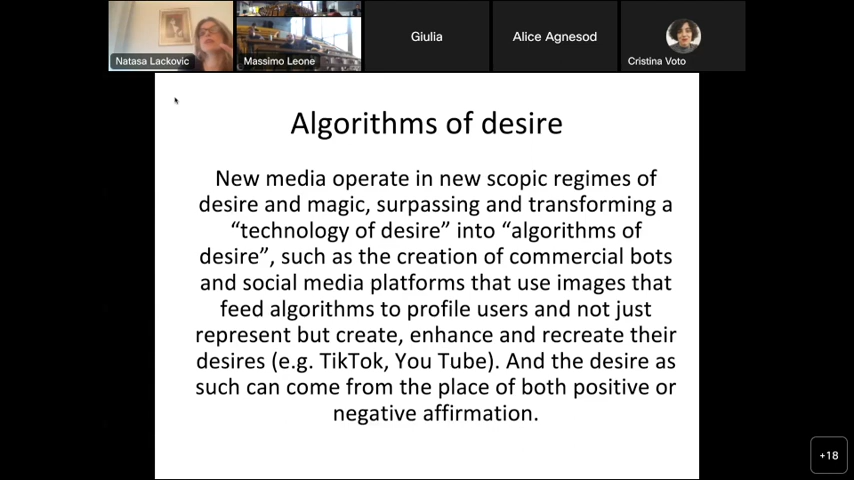 Natasa Lackovic
Massimo Leone
Giulia
Alice Agnesod
Cristina Voto
Algorithms of desire
New media operate in new scopic regimes of
desire and magic, surpassing and transforming a
“technology of desire” into “algorithms of
desire”, such as the creation of commercial bots
and social media platforms that use images that
feed algorithms to profile users and not just
represent but create, enhance and recreate their
desires (e.g. TikTok, You Tube). And the desire as
such can come from the place of both positive or
negative affirmation.
+18